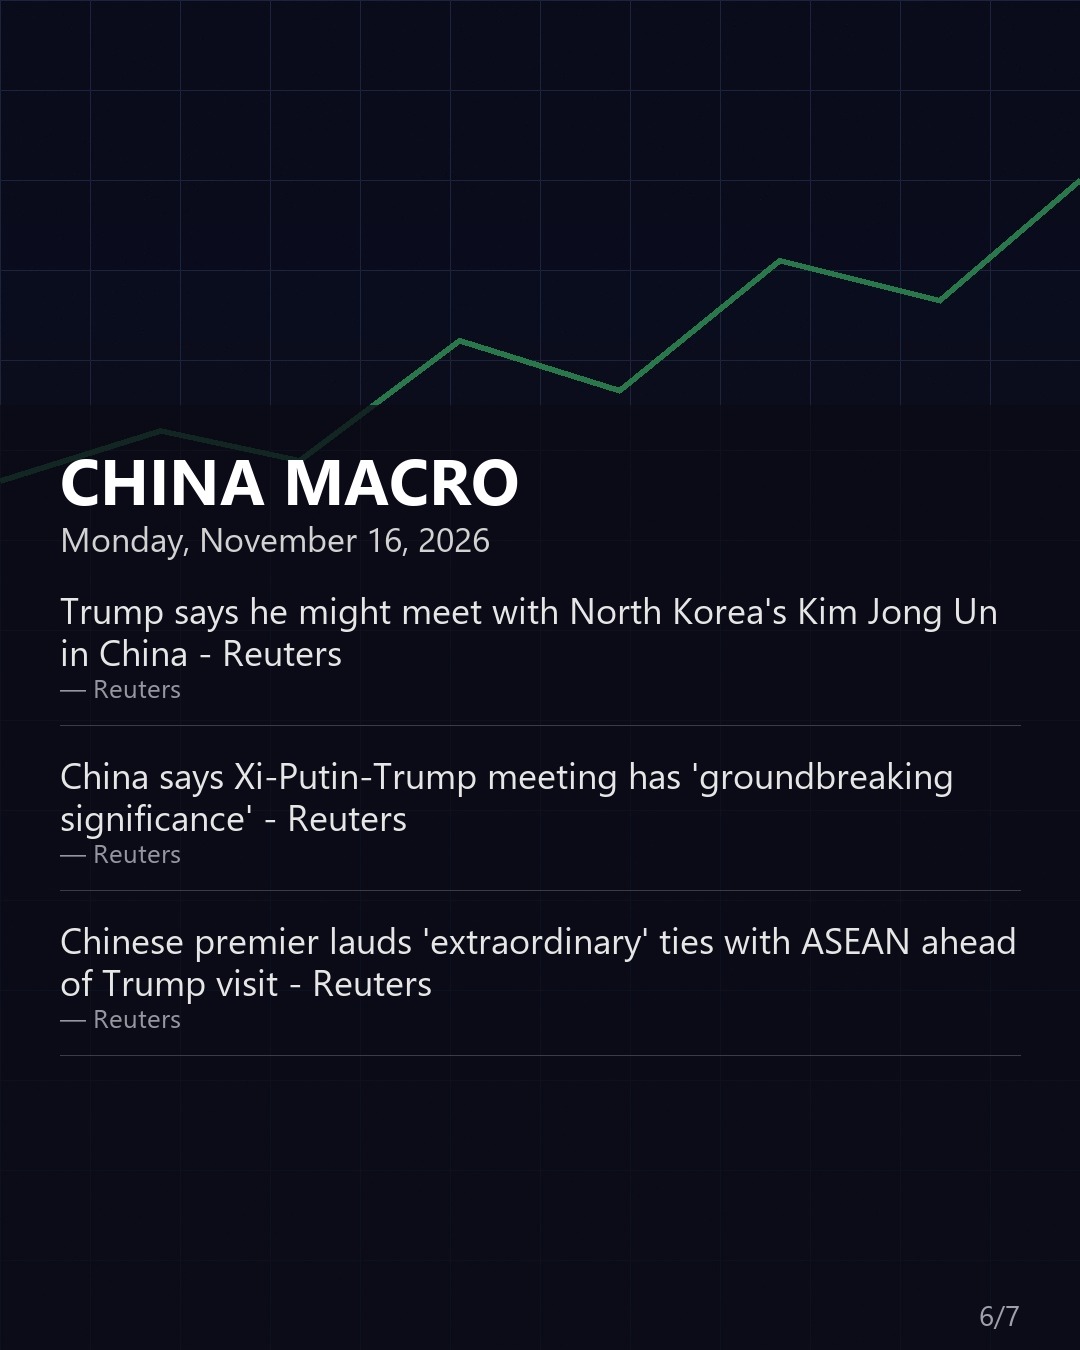 CHINA MACRO
Monday, November 16, 2026
Trump says he might meet with North Korea's Kim Jong Un
in China - Reuters
— Reuters
China says Xi-Putin-Trump meeting has 'groundbreaking
significance' - Reuters
— Reuters
Chinese premier lauds 'extraordinary' ties with ASEAN ahead
of Trump visit - Reuters
— Reuters
6/7